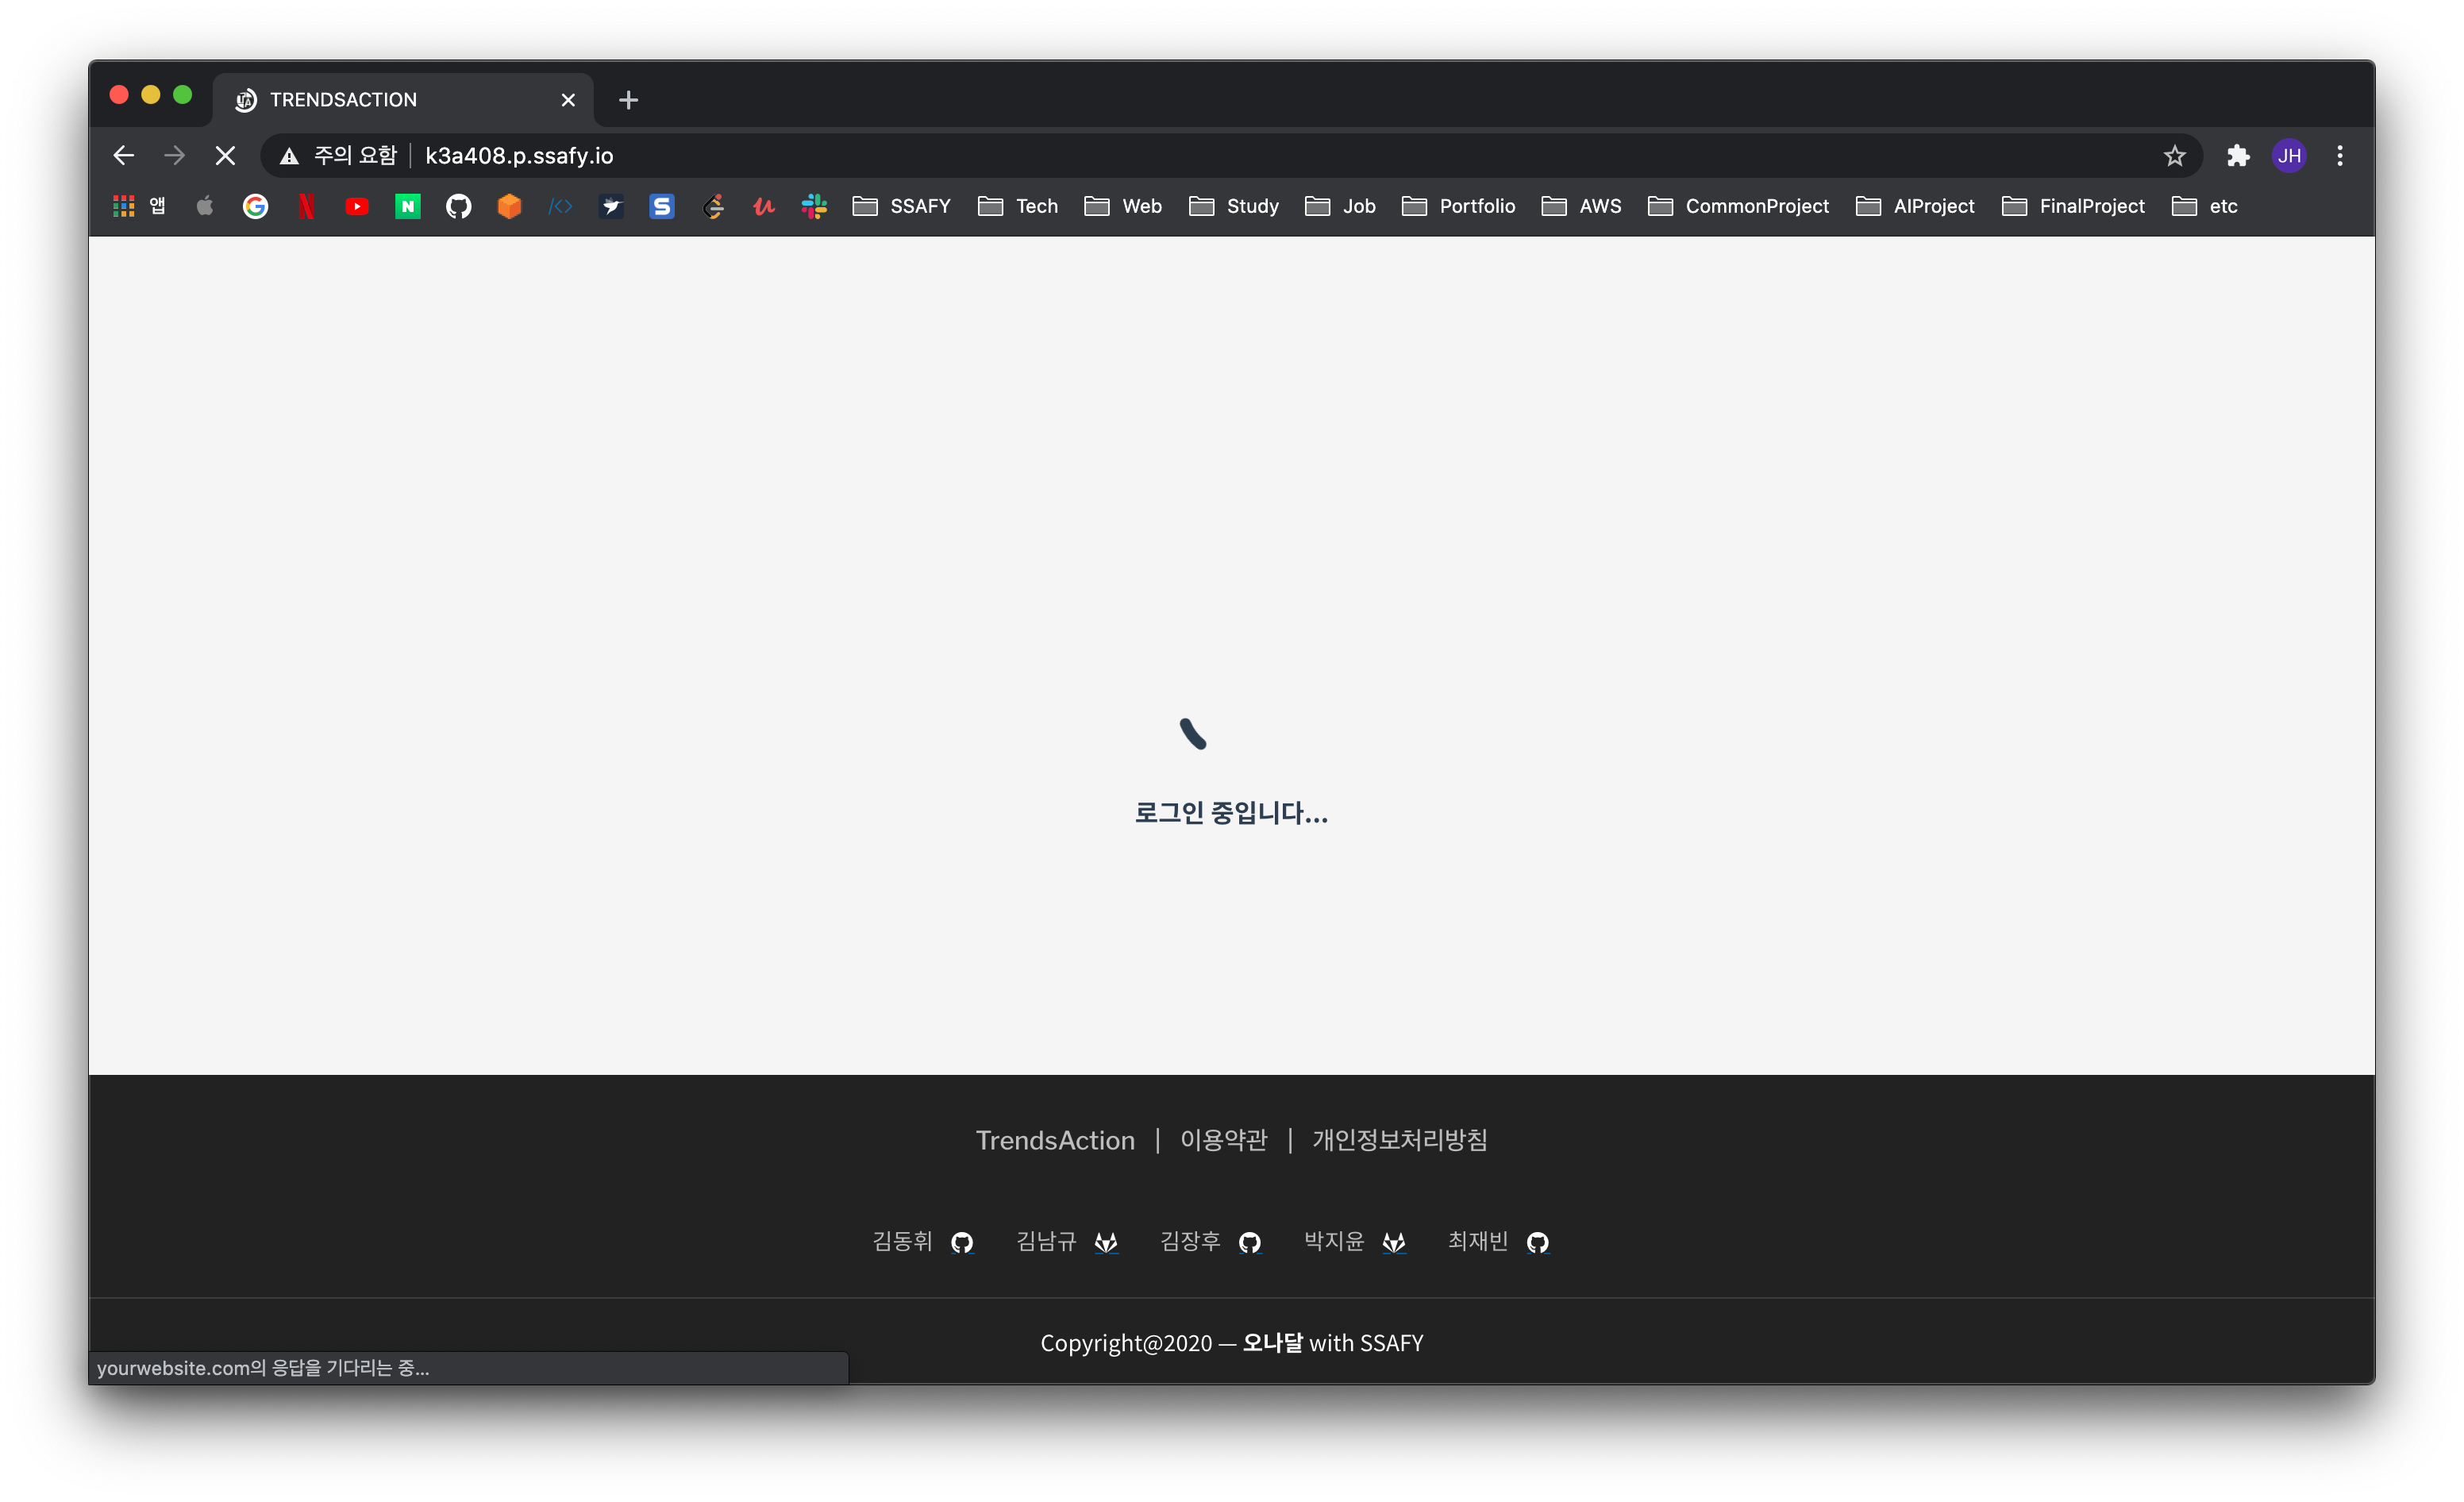 TRENDSACTION
주의 요함 k3a408.p.ssafy.io
JH
앱 SSAFY Tech Web Study Job Portfolio AWS CommonProject AIProject FinalProject etc
로그인 중입니다...
TrendsAction | 이용약관 | 개인정보처리방침
김동휘 김남규 김장후 박지윤 최재빈
Copyright@2020 — 오나달 with SSAFY
yourwebsite.com의 응답을 기다리는 중...